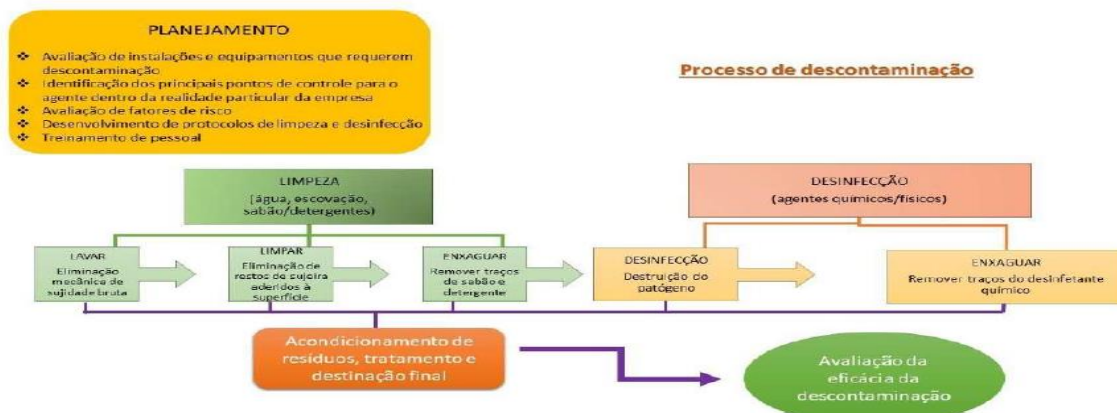 PLANEJAMENTO
❖ Avaliação de instalações e equipamentos que requerem
descontaminação
❖ Identificação dos principais pontos de controle para o
agente dentro da realidade particular da empresa
❖ Avaliação de fatores de risco
❖ Desenvolvimento de protocolos de limpeza e desinfecção
❖ Treinamento de pessoal
Processo de descontaminação
LIMPEZA
(água, escovação,
sabão/detergentes)
DESINFECÇÃO
(agentes químicos/físicos)
LAVAR
Eliminação
mecânica de
sujidade bruta
LIMPAR
Eliminação de
restos de sujeira
aderidos à
superfície
ENXAGUAR
Remover traços
de sabão e
detergente
DESINFECÇÃO
Destruição do
patógeno
ENXAGUAR
Remover traços do desinfetante
químico
Acondicionamento de
resíduos, tratamento e
destinação final
Avaliação da
eficácia da
descontaminação